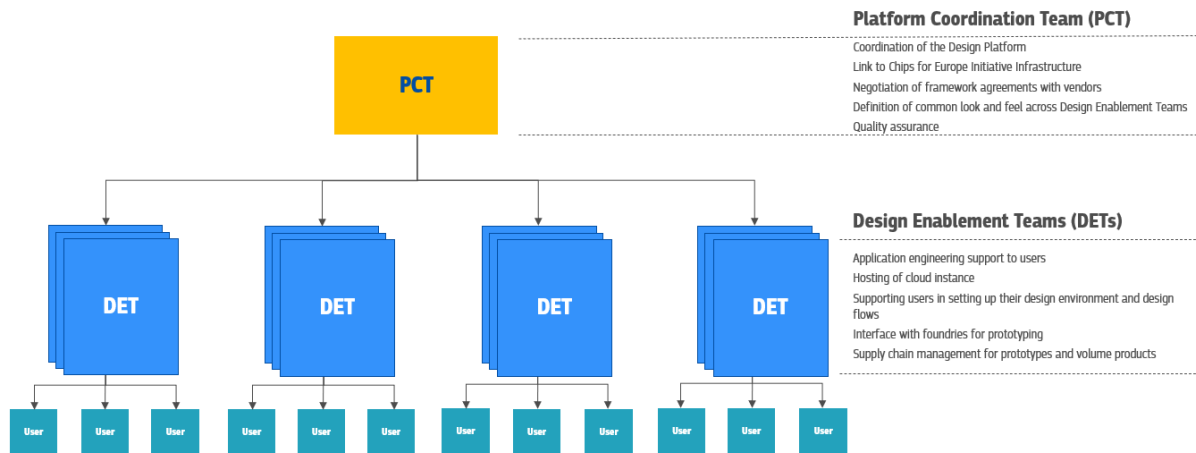 Platform Coordination Team (PCT)
Coordination of the Design Platform
Link to Chips for Europe Initiative Infrastructure
Negotiation of framework agreements with vendors
Definition of common look and feel across Design Enablement Teams
Quality assurance
PCT
Design Enablement Teams (DETs)
Application engineering support to users
Hosting of cloud instance
Supporting users in setting up their design environment and design
flows
Interface with foundries for prototyping
Supply chain management for prototypes and volume products
DET
DET
DET
DET
User
User
User
User
User
User
User
User
User
User
User
User